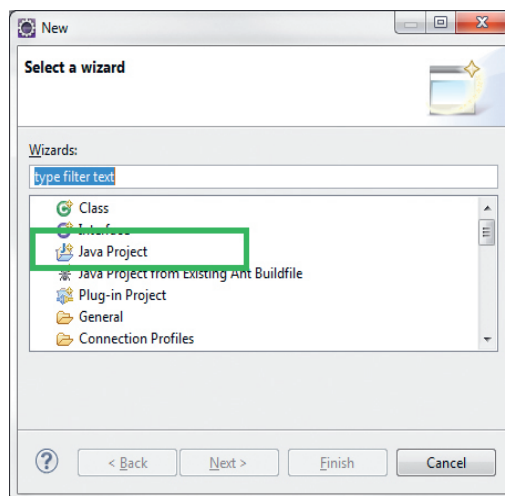 New
Select a wizard
Wizards:
type filter text
Class
Interface
Java Project
Java Project from Existing Ant Buildfile
Plug-in Project
General
Connection Profiles
? < Back Next > Finish Cancel